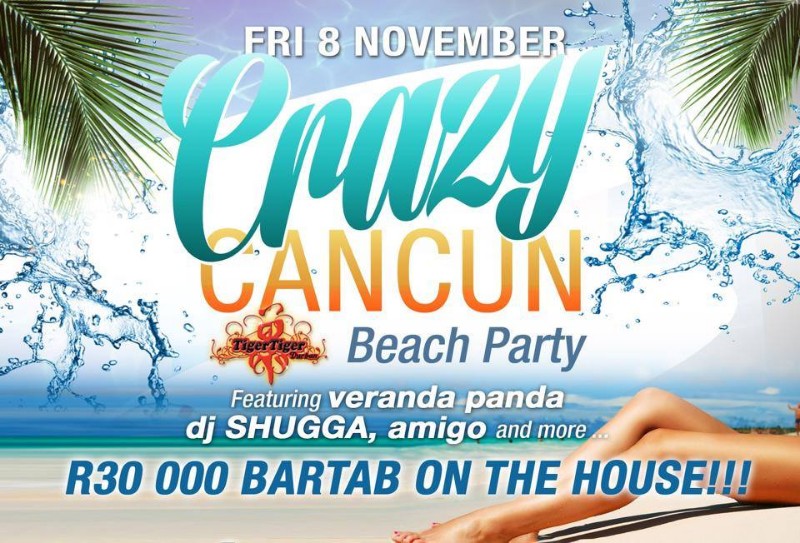 FRI 8 NOVEMBER
Crazy
CANCUN
TigerTiger
Durban
Beach Party
Featuring veranda panda
dj SHUGGA, amigo and more ...
R30 000 BARTAB ON THE HOUSE!!!